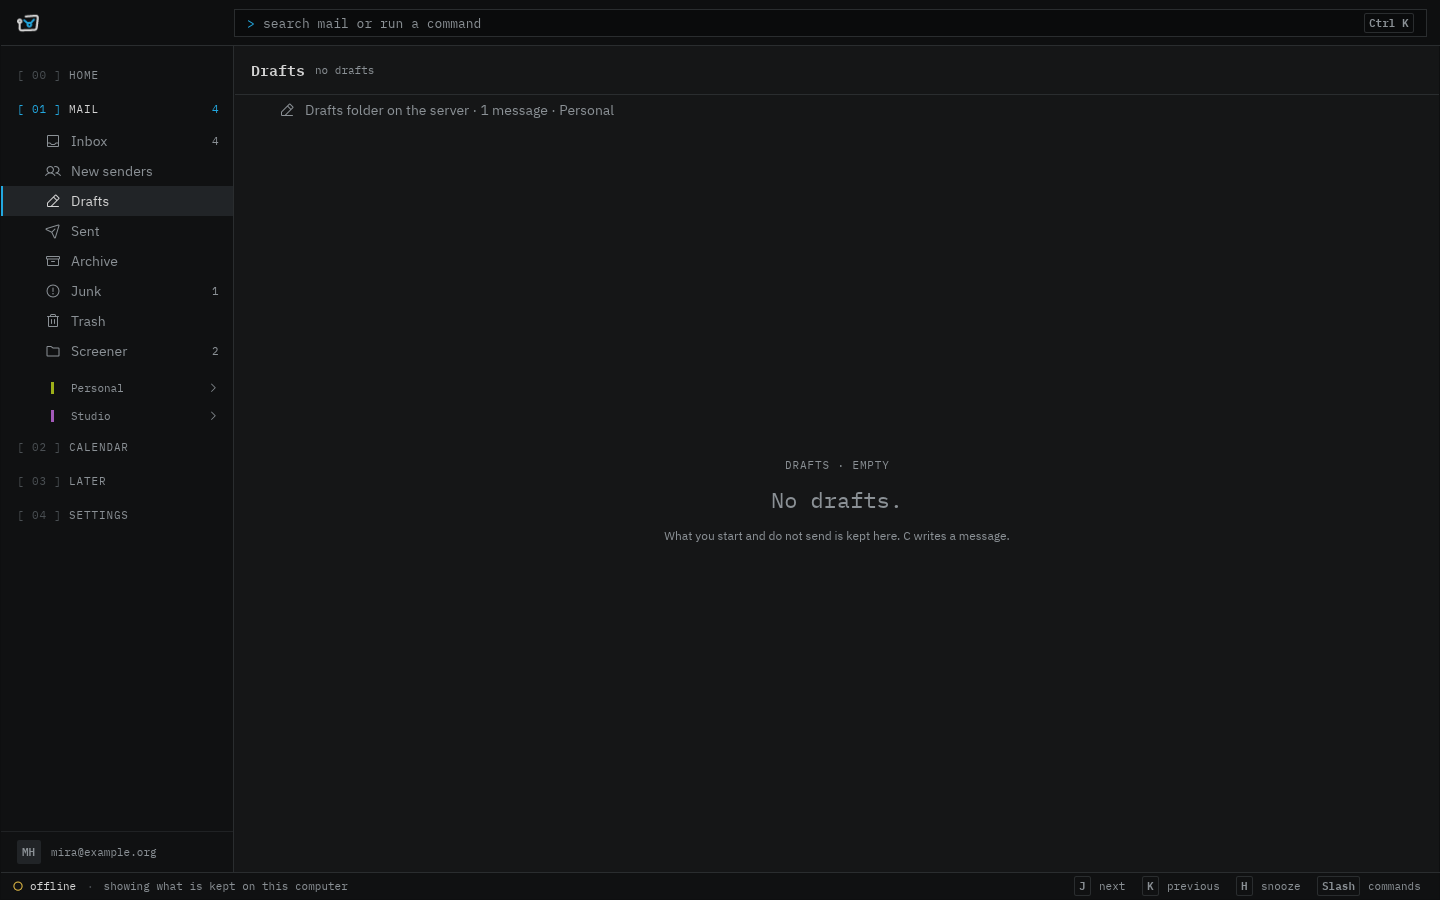 > search mail or run a command Ctrl K
[ 00 ] HOME
[ 01 ] MAIL 4
Inbox 4
New senders
Drafts
Sent
Archive
Junk 1
Trash
Screener 2
Personal
Studio
[ 02 ] CALENDAR
[ 03 ] LATER
[ 04 ] SETTINGS
MH mira@example.org
Drafts no drafts
Drafts folder on the server · 1 message · Personal
DRAFTS · EMPTY
No drafts.
What you start and do not send is kept here. C writes a message.
offline · showing what is kept on this computer
J next K previous H snooze Slash commands